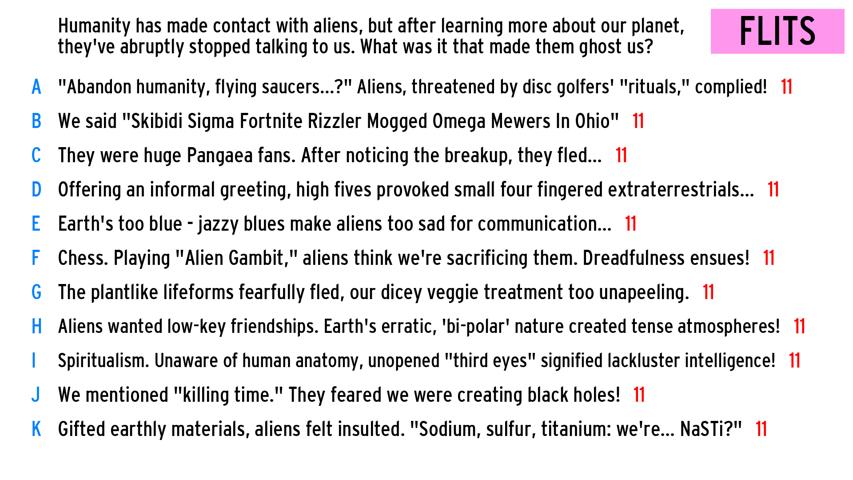 Humanity has made contact with aliens, but after learning more about our planet,
they've abruptly stopped talking to us. What was it that made them ghost us?
FLITS
A "Abandon humanity, flying saucers...?" Aliens, threatened by disc golfers' "rituals," complied! 11
B We said "Skibidi Sigma Fortnite Rizzler Mogged Omega Mewers In Ohio" 11
C They were huge Pangaea fans. After noticing the breakup, they fled... 11
D Offering an informal greeting, high fives provoked small four fingered extraterrestrials... 11
E Earth's too blue - jazzy blues make aliens too sad for communication... 11
F Chess. Playing "Alien Gambit," aliens think we're sacrificing them. Dreadfulness ensues! 11
G The plantlike lifeforms fearfully fled, our dicey veggie treatment too unapeeling. 11
H Aliens wanted low-key friendships. Earth's erratic, 'bi-polar' nature created tense atmospheres! 11
I Spiritualism. Unaware of human anatomy, unopened "third eyes" signified lackluster intelligence! 11
J We mentioned "killing time." They feared we were creating black holes! 11
K Gifted earthly materials, aliens felt insulted. "Sodium, sulfur, titanium: we're... NaSTi?" 11